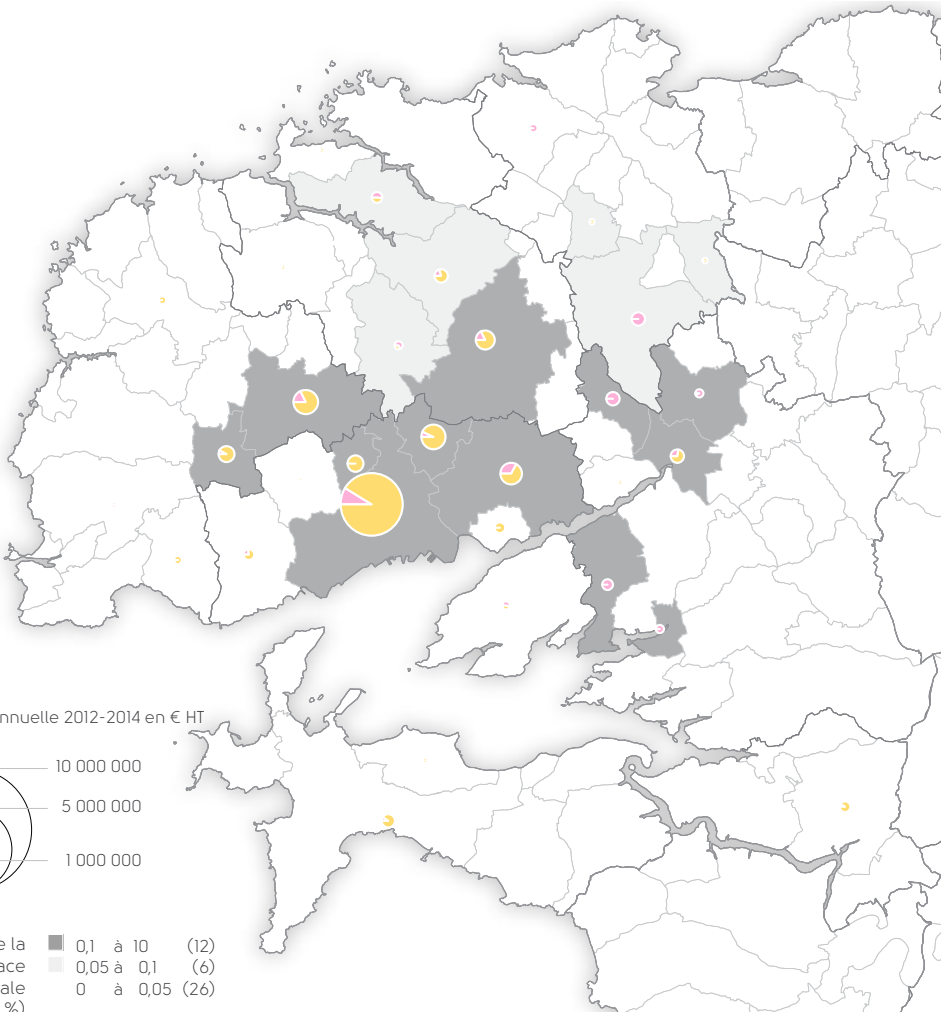 nnuelle 2012-2014 en € HT
10 000 000
5 000 000
1 000 000
e la 0,1 à 10 (12)
ace 0,05 à 0,1 (6)
ale 0 à 0,05 (26)
%)